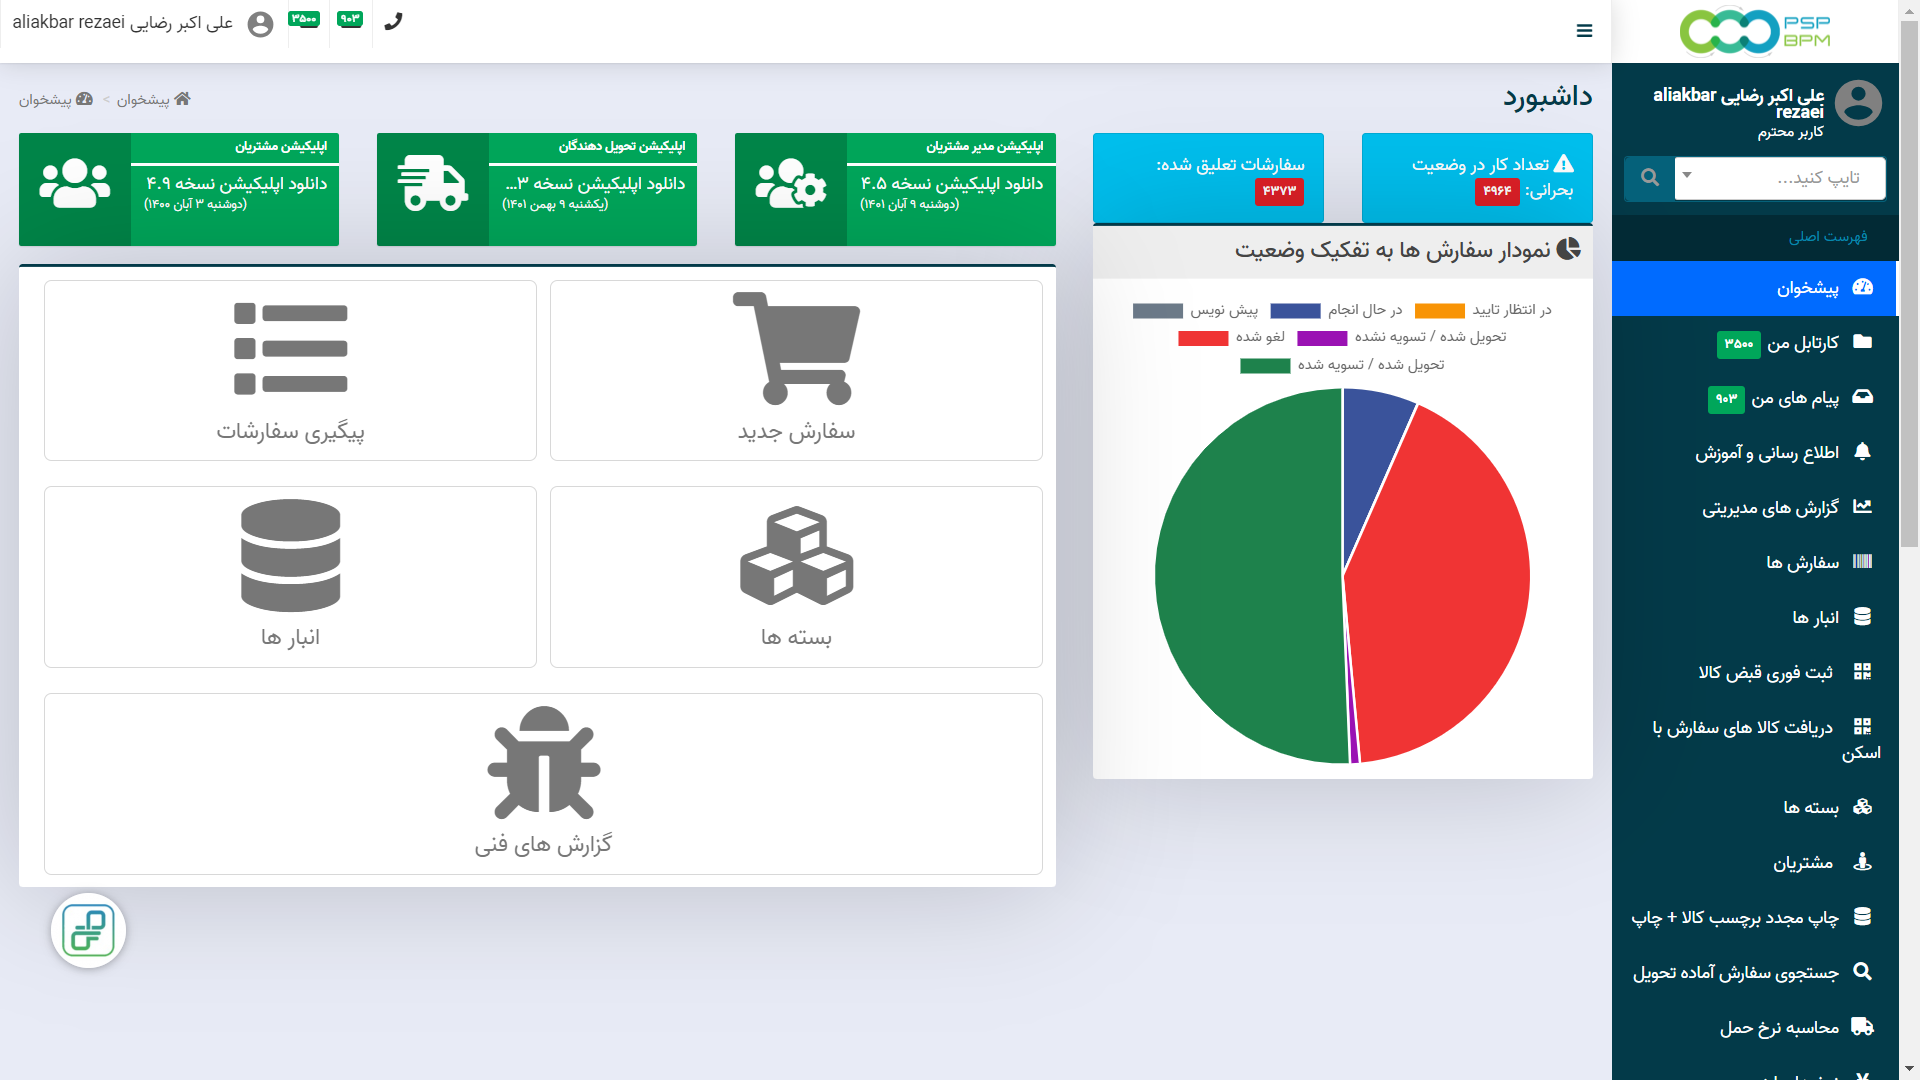 PSP
BPM
علی اکبر رضایی aliakbar rezaei
۳۵۰۰
۹۰۳
علی اکبر رضایی aliakbar
rezaei
کاربر محترم
تایپ کنید...
فهرست اصلی
پیشخوان
کارتابل من ۳۵۰۰
پیام های من ۹۰۳
اطلاع رسانی و آموزش
گزارش های مدیریتی
سفارش ها
انبار ها
ثبت فوری قبض کالا
دریافت کالا های سفارش با
اسکن
بسته ها
مشتریان
چاپ مجدد برچسب کالا + چاپ
جستجوی سفارش آماده تحویل
محاسبه نرخ حمل
داشبورد
پیشخوان > پیشخوان
تعداد کار در وضعیت
بحرانی: ۴۹۶۴
سفارشات تعلیق شده:
۴۳۷۳
اپلیکیشن مدیر مشتریان
دانلود اپلیکیشن نسخه ۴.۵
(دوشنبه ۹ آبان ۱۴۰۱)
اپلیکیشن تحویل دهندگان
دانلود اپلیکیشن نسخه ۳...
(یکشنبه ۹ بهمن ۱۴۰۱)
اپلیکیشن مشتریان
دانلود اپلیکیشن نسخه ۴.۹
(دوشنبه ۳ آبان ۱۴۰۰)
نمودار سفارش ها به تفکیک وضعیت
در انتظار تایید
در حال انجام
پیش نویس
تحویل شده / تسویه نشده
لغو شده
تحویل شده / تسویه شده
سفارش جدید
پیگیری سفارشات
بسته ها
انبار ها
گزارش های فنی